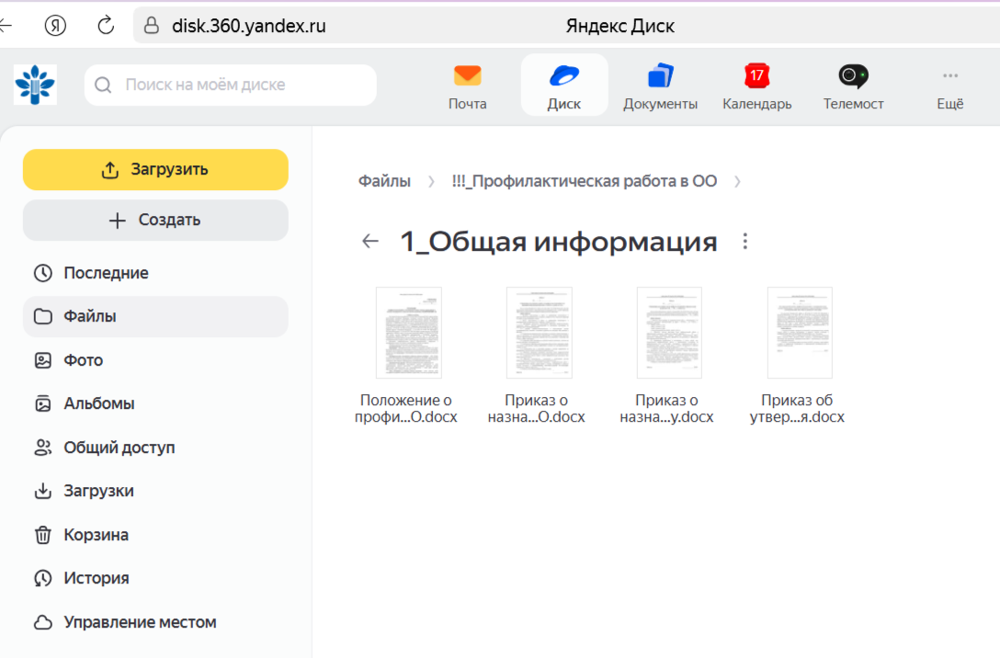 disk.360.yandex.ru
Яндекс Диск
Поиск на моём диске
Почта
Диск
Документы
17
Календарь
Телемост
Ещё
Загрузить
Создать
Последние
Файлы
Фото
Альбомы
Общий доступ
Загрузки
Корзина
История
Управление местом
Файлы
!!!_Профилактическая работа в ОО
1_Общая информация
Положение о
профи...О.docx
Приказ о
назна...О.docx
Приказ о
назна...у.docx
Приказ об
утвер...я.docx